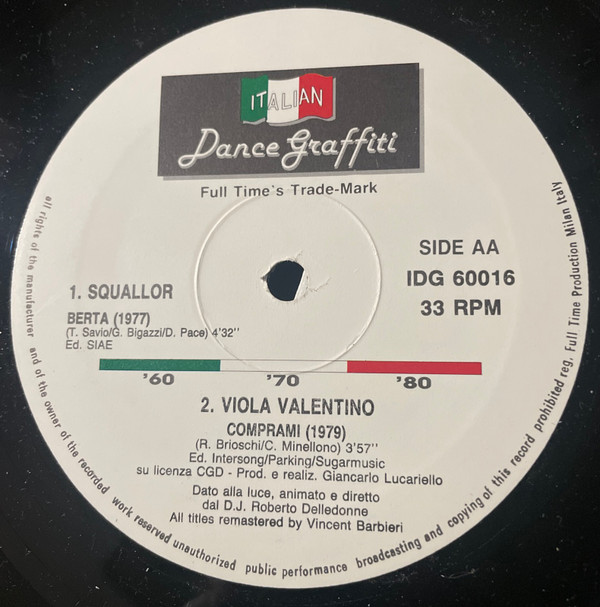 ITALIAN
Dance Graffiti
Full Time's Trade-Mark
SIDE AA
IDG 60016
33 RPM
1. SQUALLOR
BERTA (1977)
(T. Savio/G. Bigazzi/D. Pace) 4'32''
Ed. SIAE
'60 '70 '80
2. VIOLA VALENTINO
COMPRAMI (1979)
(R. Brioschi/C. Minellono) 3'57''
Ed. Intersong/Parking/Sugarmusic
su licenza CGD - Prod. e realiz. Giancarlo Lucariello
Dato alla luce, animato e diretto
dal D.J. Roberto Delledonne
All titles remastered by Vincent Barbieri
all rights of the manufacturer and of the owner of the recorded work reserved unauthorized public performance broadcasting and copying of this record prohibited reg. Full Time Production Milan Italy